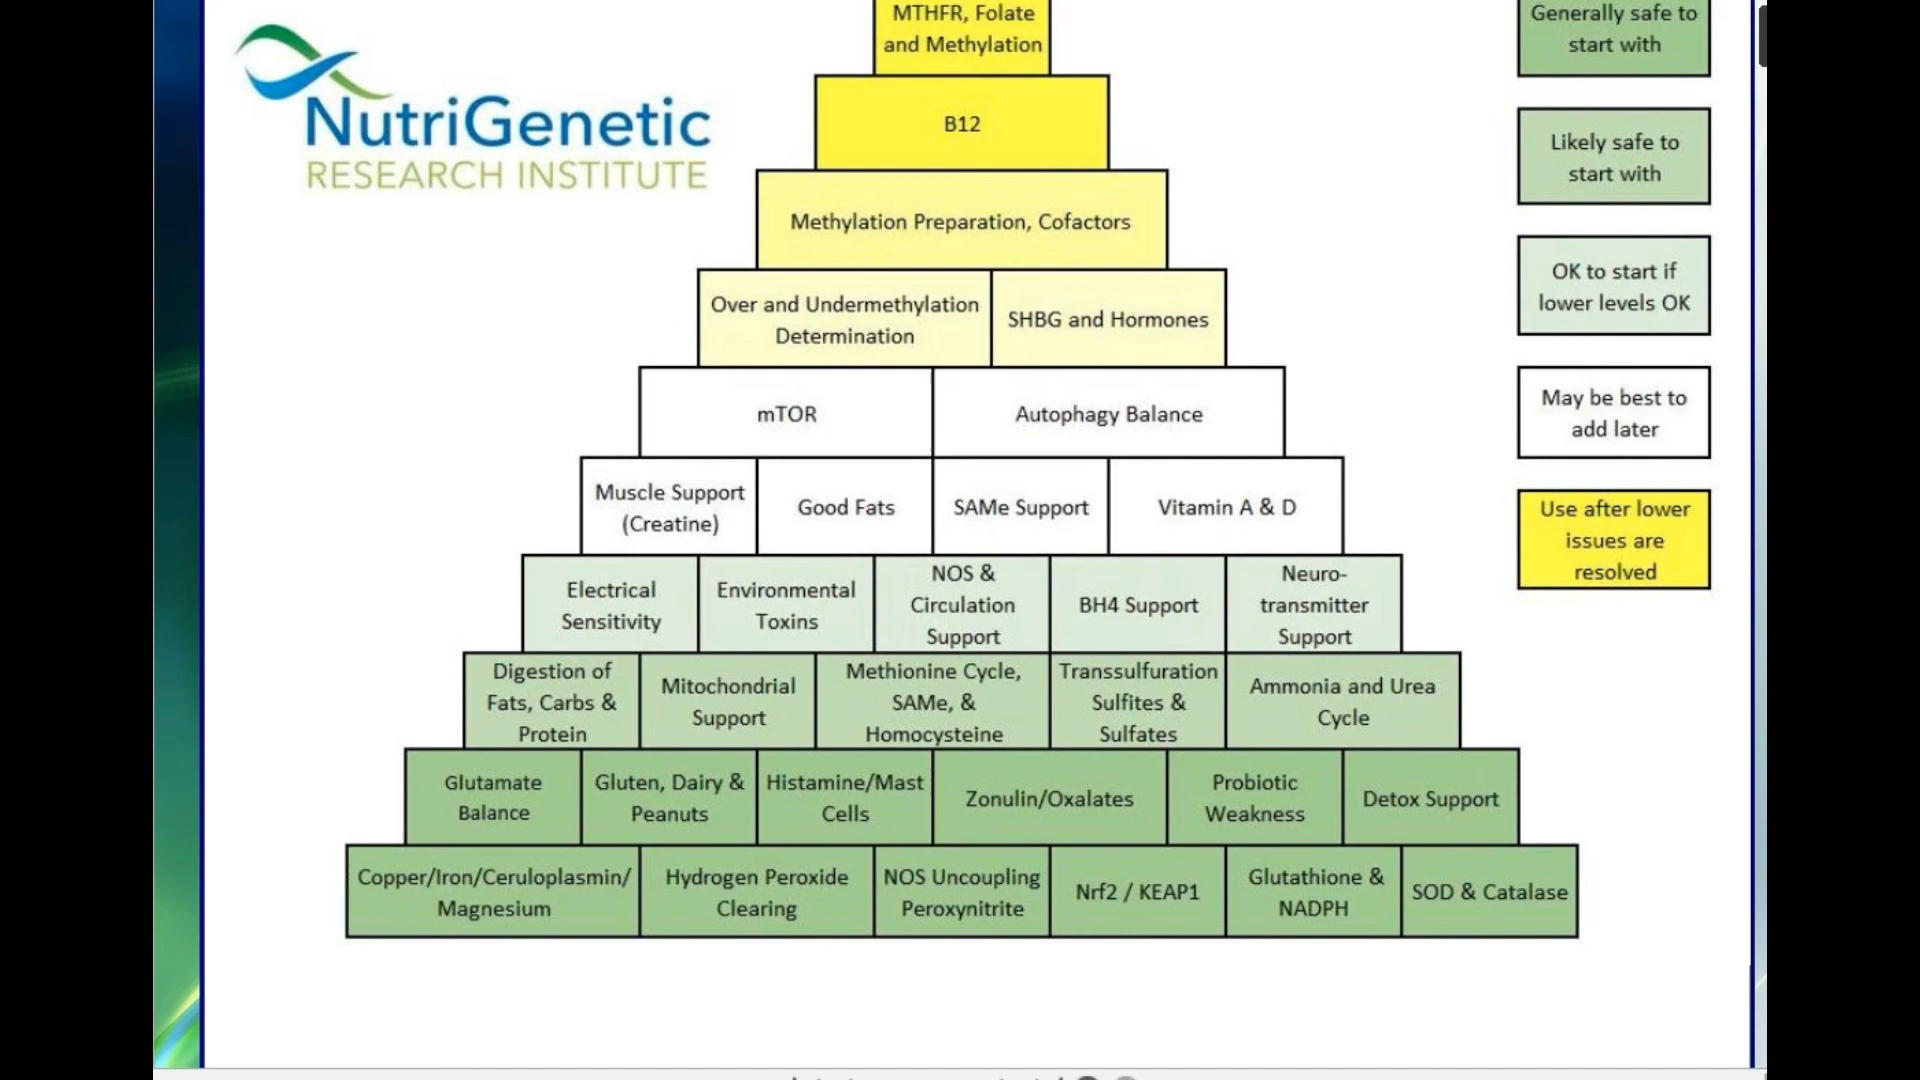 MTHFR, Folate
and Methylation
Generally safe to
start with
NutriGenetic
RESEARCH INSTITUTE
B12
Likely safe to
start with
Methylation Preparation, Cofactors
OK to start if
lower levels OK
Over and Undermethylation
Determination
SHBG and Hormones
mTOR
Autophagy Balance
May be best to
add later
Muscle Support
(Creatine)
Good Fats
SAMe Support
Vitamin A & D
Use after lower
issues are
resolved
Electrical
Sensitivity
Environmental
Toxins
NOS &
Circulation
Support
BH4 Support
Neuro-
transmitter
Support
Digestion of
Fats, Carbs &
Protein
Mitochondrial
Support
Methionine Cycle,
SAMe, &
Homocysteine
Transsulfuration
Sulfites &
Sulfates
Ammonia and Urea
Cycle
Glutamate
Balance
Gluten, Dairy &
Peanuts
Histamine/Mast
Cells
Zonulin/Oxalates
Probiotic
Weakness
Detox Support
Copper/Iron/Ceruloplasmin/
Magnesium
Hydrogen Peroxide
Clearing
NOS Uncoupling
Peroxynitrite
Nrf2 / KEAP1
Glutathione &
NADPH
SOD & Catalase